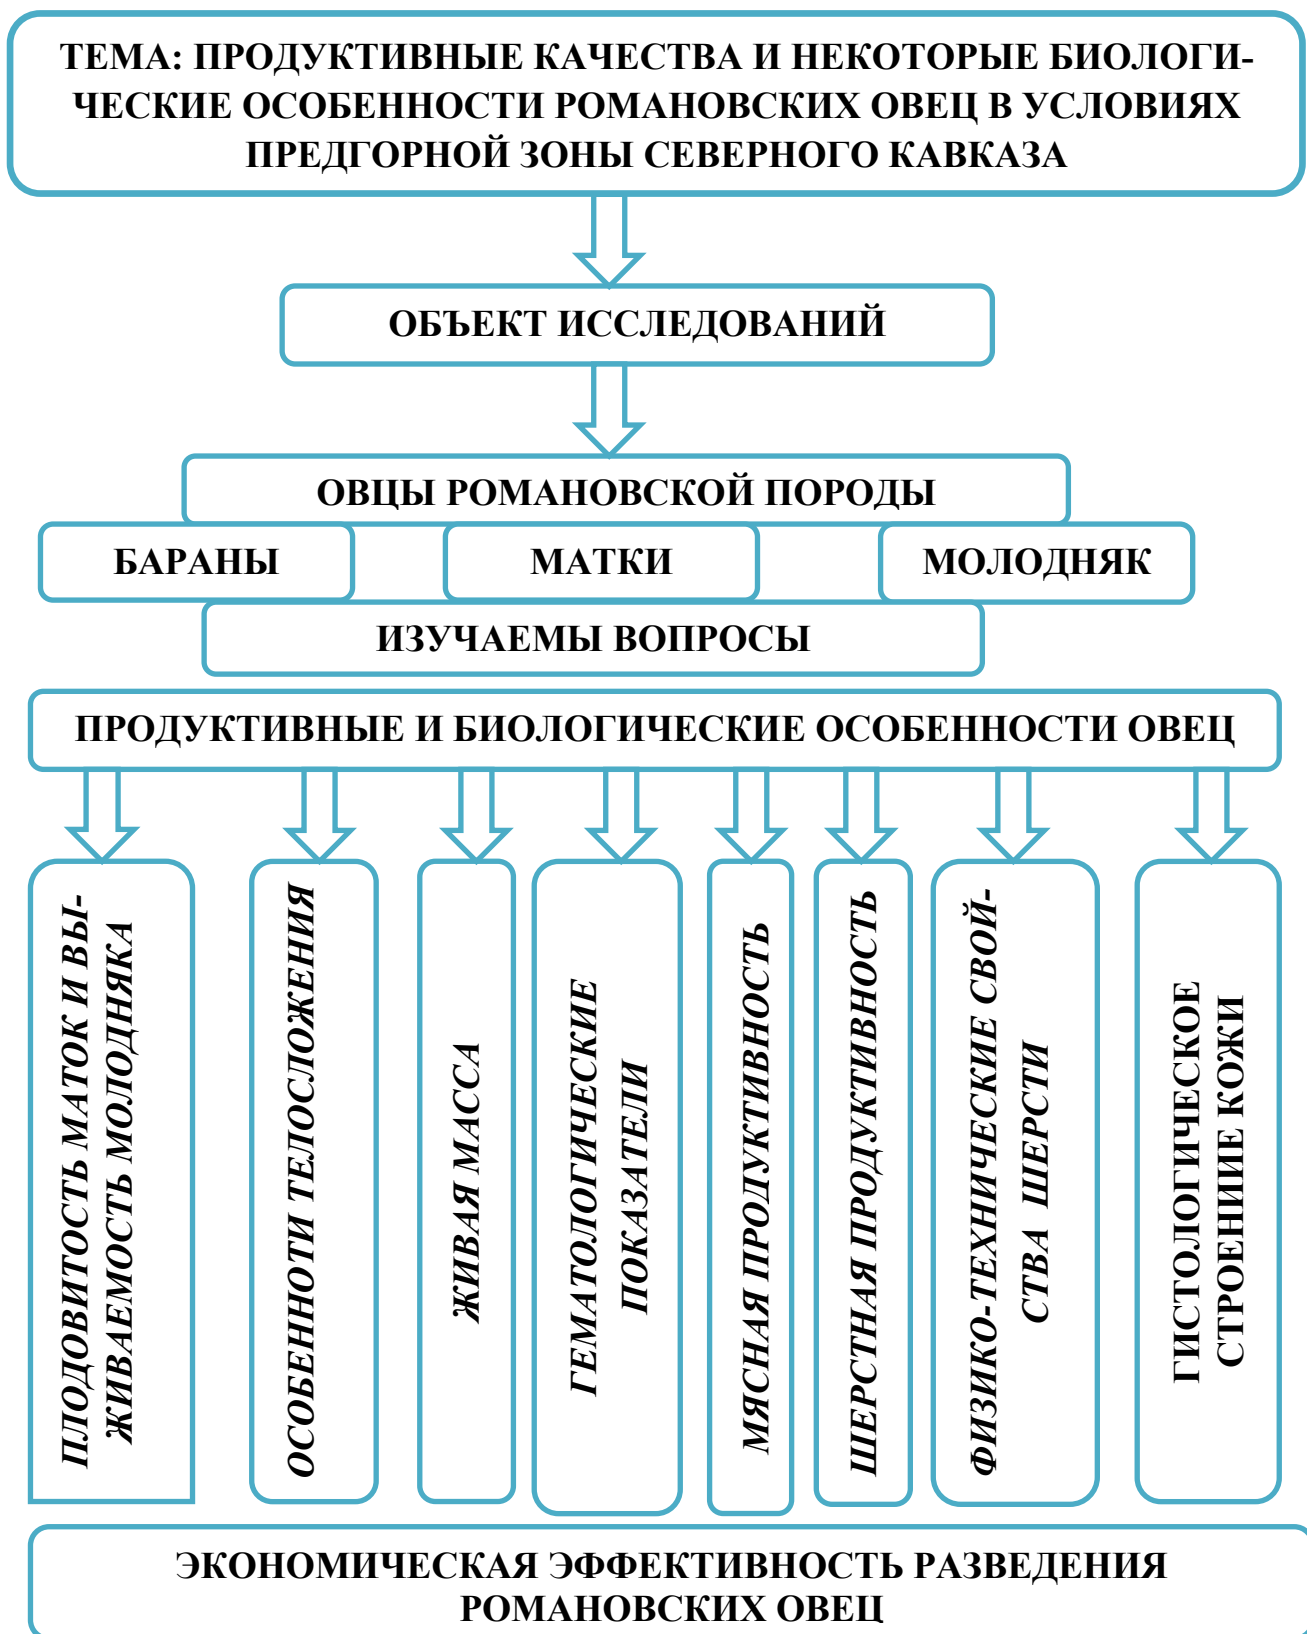 ТЕМА: ПРОДУКТИВНЫЕ КАЧЕСТВА И НЕКОТОРЫЕ БИОЛОГИ-
ЧЕСКИЕ ОСОБЕННОСТИ РОМАНОВСКИХ ОВЕЦ В УСЛОВИЯХ
ПРЕДГОРНОЙ ЗОНЫ СЕВЕРНОГО КАВКАЗА
ОБЪЕКТ ИССЛЕДОВАНИЙ
ОВЦЫ РОМАНОВСКОЙ ПОРОДЫ
БАРАНЫ
МАТКИ
МОЛОДНЯК
ИЗУЧАЕМЫ ВОПРОСЫ
ПРОДУКТИВНЫЕ И БИОЛОГИЧЕСКИЕ ОСОБЕННОСТИ ОВЕЦ
ПЛОДОВИТОСТЬ МАТОК И ВЫ-
ЖИВАЕМОСТЬ МОЛОДНЯКА
ОСОБЕННОТИ ТЕЛОСЛОЖЕНИЯ
ЖИВАЯ МАССА
ГЕМАТОЛОГИЧЕСКИЕ
ПОКАЗАТЕЛИ
МЯСНАЯ ПРОДУКТИВНОСТЬ
ШЕРСТНАЯ ПРОДУКТИВНОСТЬ
ФИЗИКО-ТЕХНИЧЕСКИЕ СВОЙ-
СТВА ШЕРСТИ
ГИСТОЛОГИЧЕСКОЕ
СТРОЕНИИЕ КОЖИ
ЭКОНОМИЧЕСКАЯ ЭФФЕКТИВНОСТЬ РАЗВЕДЕНИЯ
РОМАНОВСКИХ ОВЕЦ